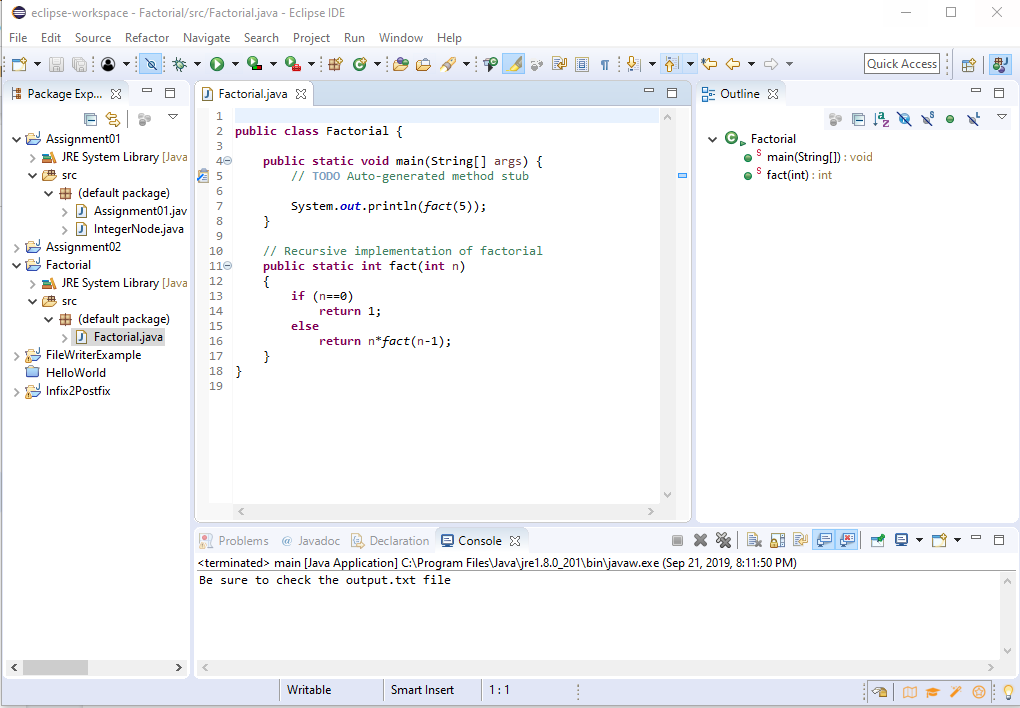 eclipse-workspace - Factorial/src/Factorial.java - Eclipse IDE
File Edit Source Refactor Navigate Search Project Run Window Help
Quick Access
Package Exp...
Assignment01
JRE System Library [Java
src
(default package)
Assignment01.jav
IntegerNode.java
Assignment02
Factorial
JRE System Library [Java
src
(default package)
Factorial.java
FileWriterExample
HelloWorld
Infix2Postfix
Factorial.java
1
2 public class Factorial {
3
4 public static void main(String[] args) {
5 // TODO Auto-generated method stub
6
7 System.out.println(fact(5));
8 }
9
10 // Recursive implementation of factorial
11 public static int fact(int n)
12 {
13 if (n==0)
14 return 1;
15 else
16 return n*fact(n-1);
17 }
18 }
19
Outline
Factorial
main(String[]) : void
fact(int) : int
Problems @ Javadoc Declaration Console
<terminated> main [Java Application] C:\Program Files\Java\jre1.8.0_201\bin\javaw.exe (Sep 21, 2019, 8:11:50 PM)
Be sure to check the output.txt file
Writable Smart Insert 1 : 1